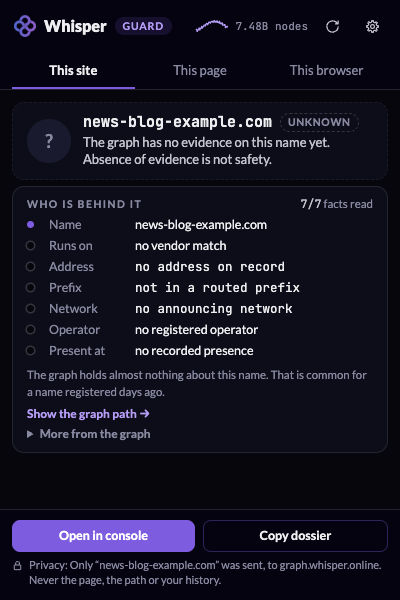 Whisper GUARD 7.48B nodes
This site This page This browser
?
news-blog-example.com UNKNOWN
The graph has no evidence on this name yet.
Absence of evidence is not safety.
WHO IS BEHIND IT 7/7 facts read
Name news-blog-example.com
Runs on no vendor match
Address no address on record
Prefix not in a routed prefix
Network no announcing network
Operator no registered operator
Present at no recorded presence
The graph holds almost nothing about this name. That is common for
a name registered days ago.
Show the graph path →
▶ More from the graph
Open in console Copy dossier
Privacy: Only “news-blog-example.com” was sent, to graph.whisper.online.
Never the page, the path or your history.